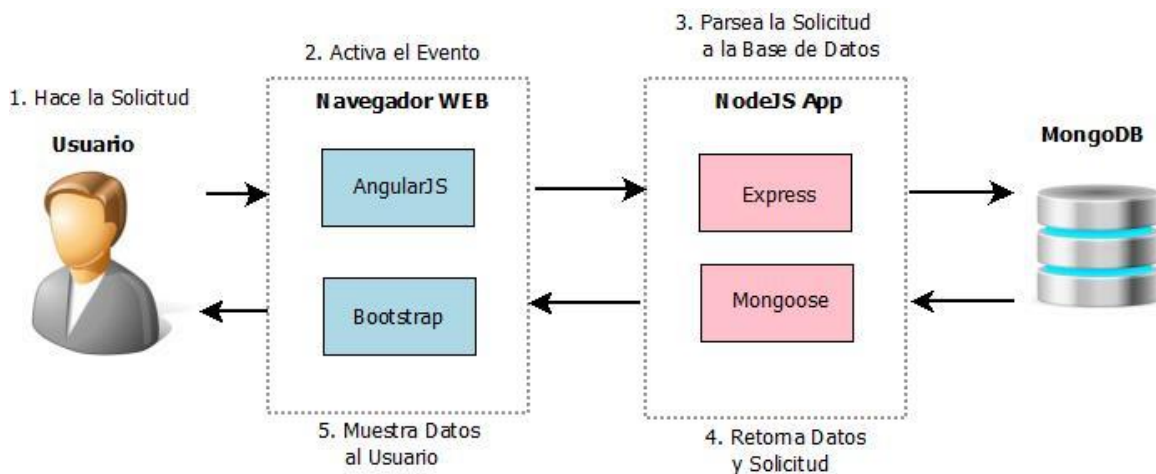 1. Hace la Solicitud
Usuario
2. Activa el Evento
Navegador WEB
AngularJS
Bootstrap
5. Muestra Datos
al Usuario
3. Parsea la Solicitud
a la Base de Datos
NodeJS App
Express
Mongoose
4. Retorna Datos
y Solicitud
MongoDB